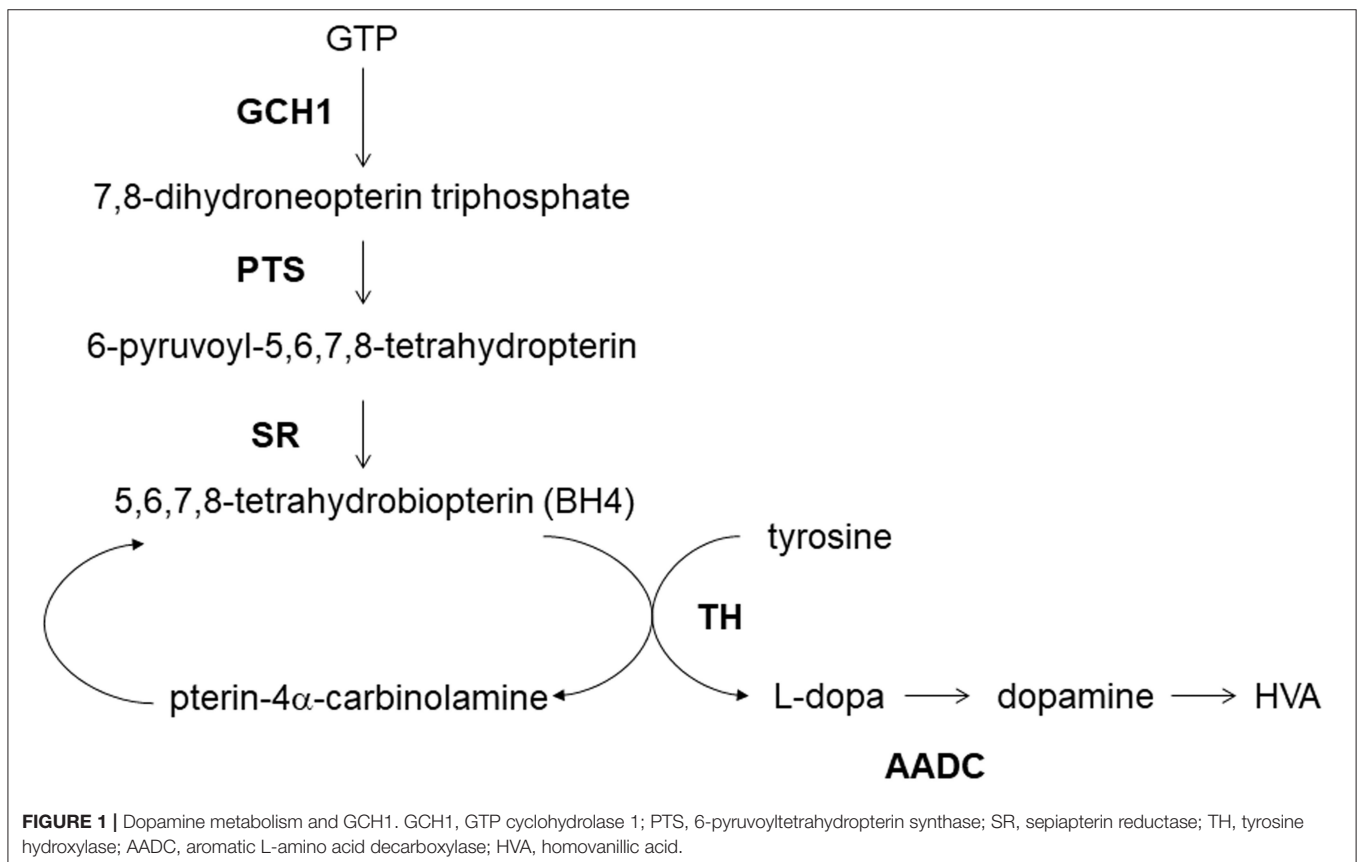 GTP
GCH1
7,8-dihydroneopterin triphosphate
PTS
6-pyruvoyl-5,6,7,8-tetrahydropterin
SR
5,6,7,8-tetrahydrobiopterin (BH4)
tyrosine
TH
pterin-4α-carbinolamine
L-dopa
dopamine
HVA
AADC
FIGURE 1 | Dopamine metabolism and GCH1. GCH1, GTP cyclohydrolase 1; PTS, 6-pyruvoyltetrahydropterin synthase; SR, sepiapterin reductase; TH, tyrosine
hydroxylase; AADC, aromatic L-amino acid decarboxylase; HVA, homovanillic acid.